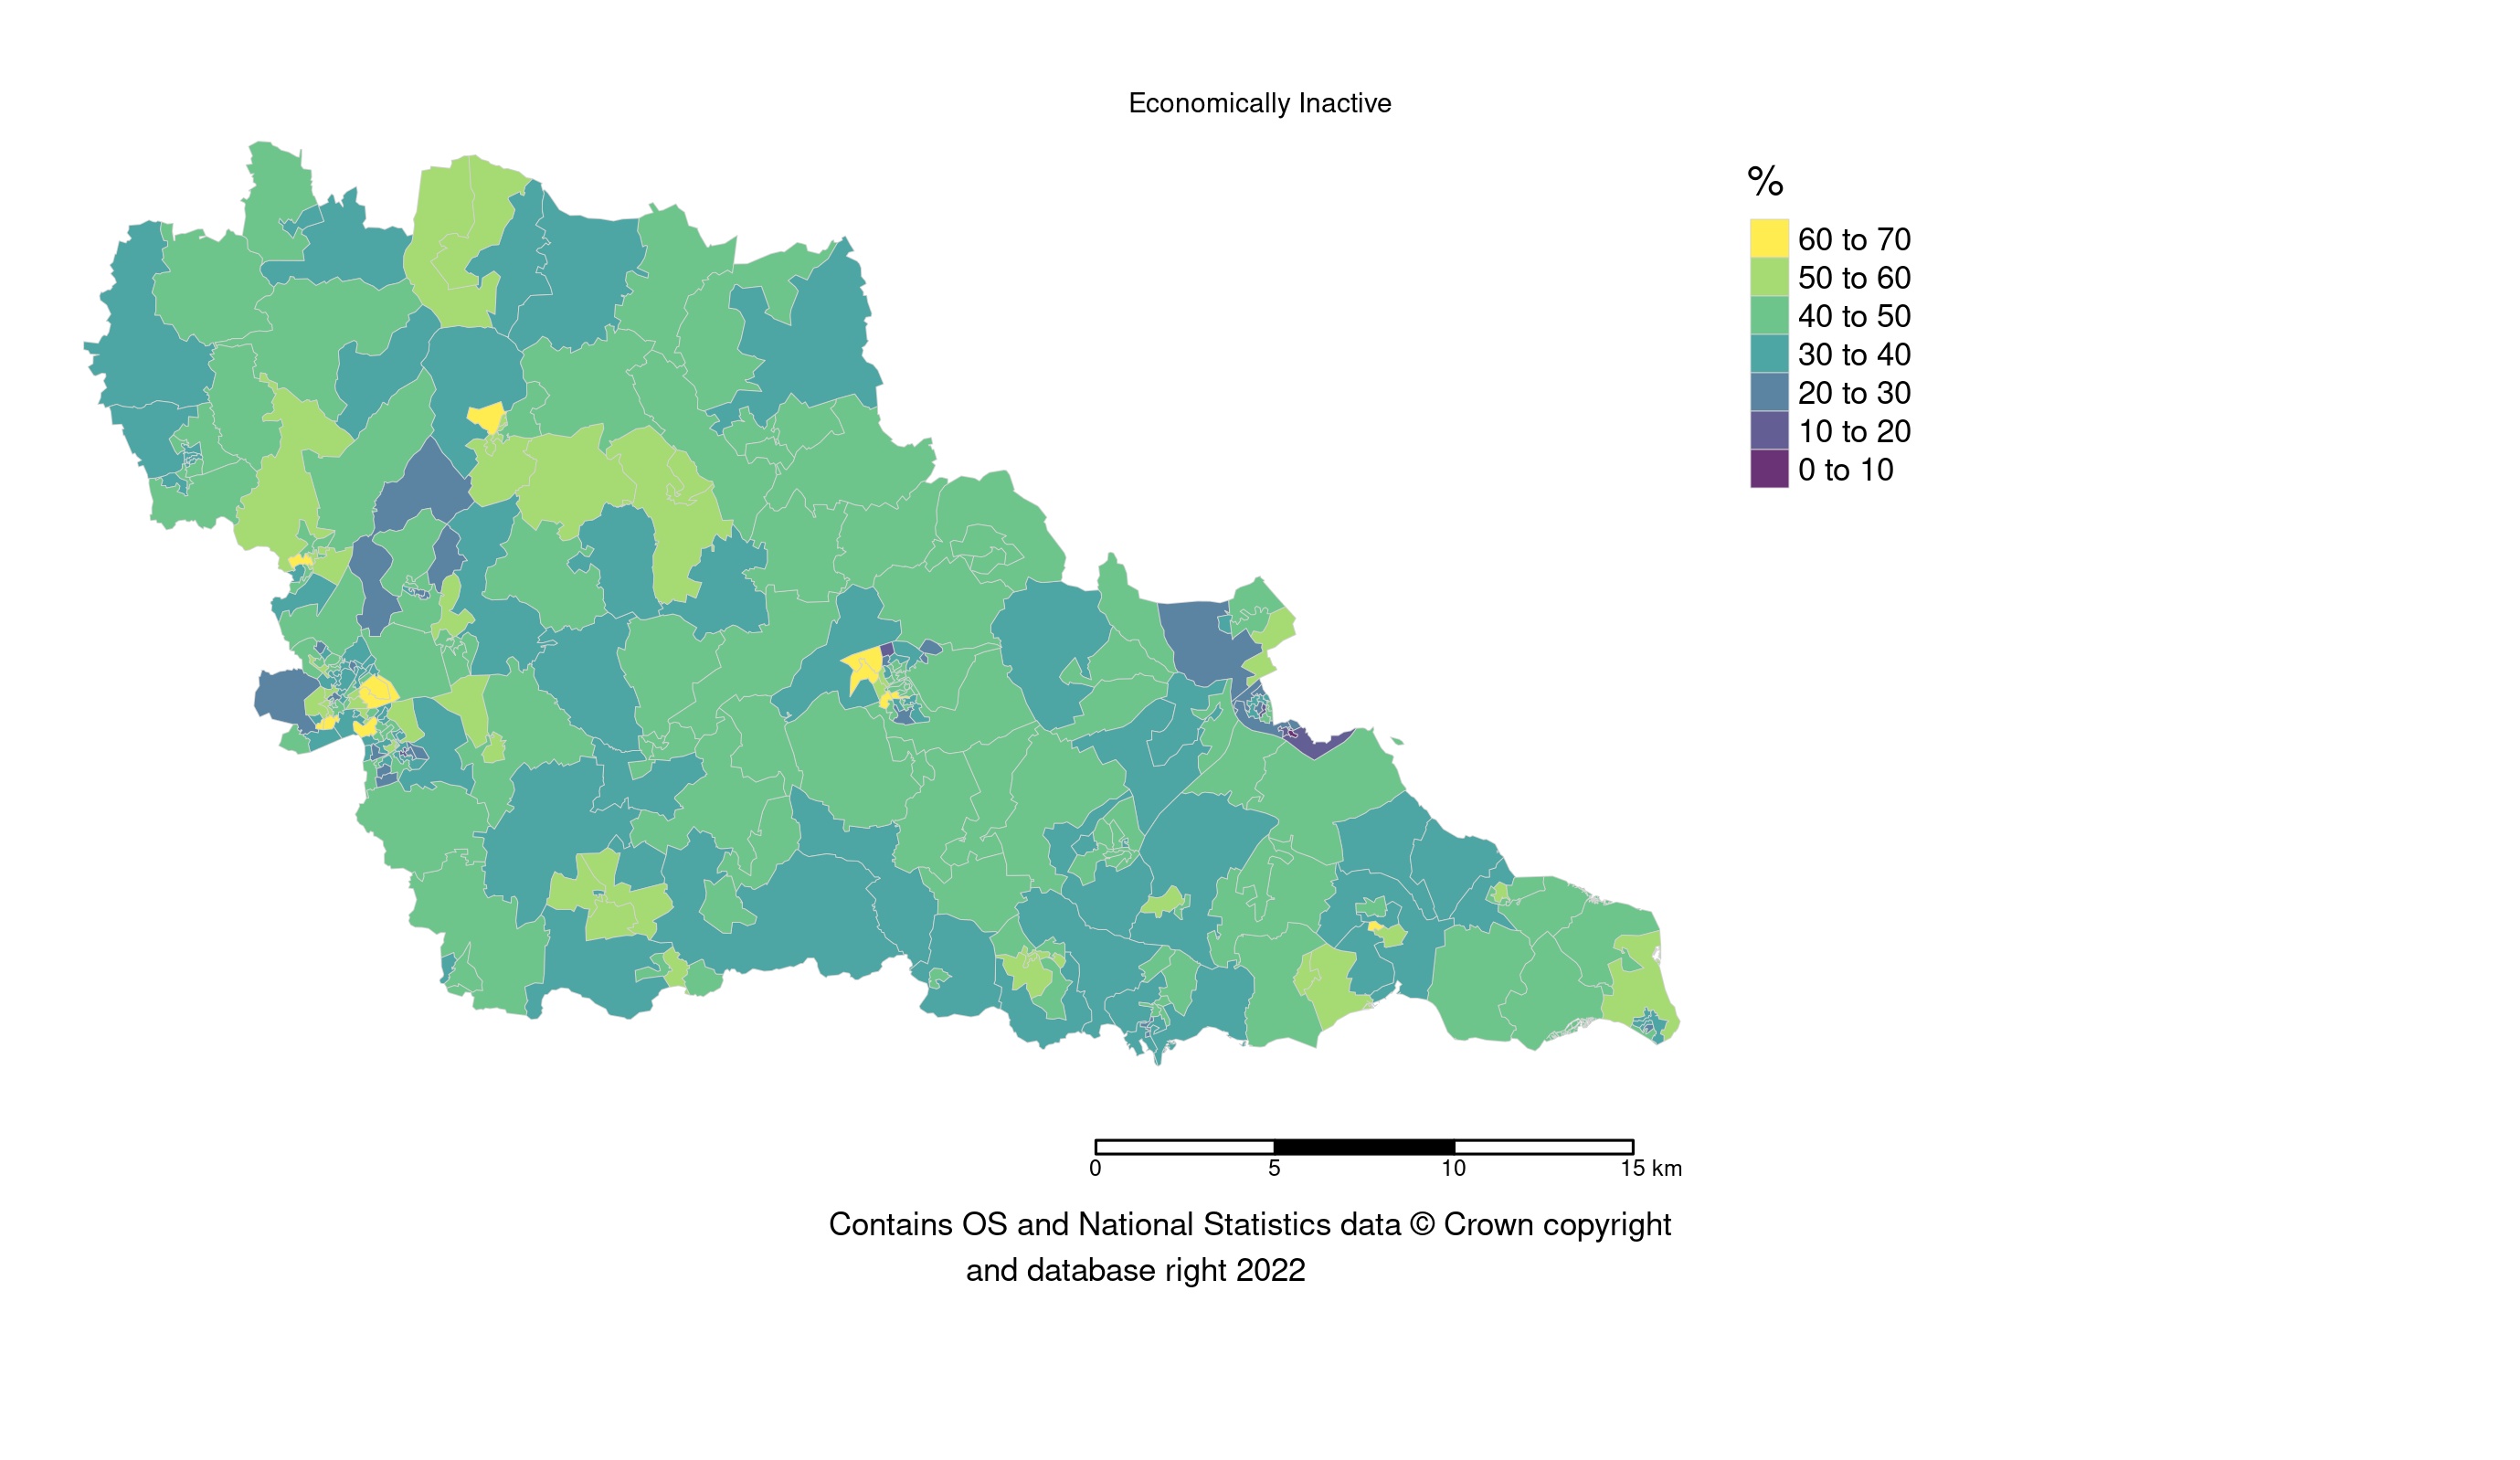 Economically Inactive
%
60 to 70
50 to 60
40 to 50
30 to 40
20 to 30
10 to 20
0 to 10
0 5 10 15 km
Contains OS and National Statistics data © Crown copyright
and database right 2022